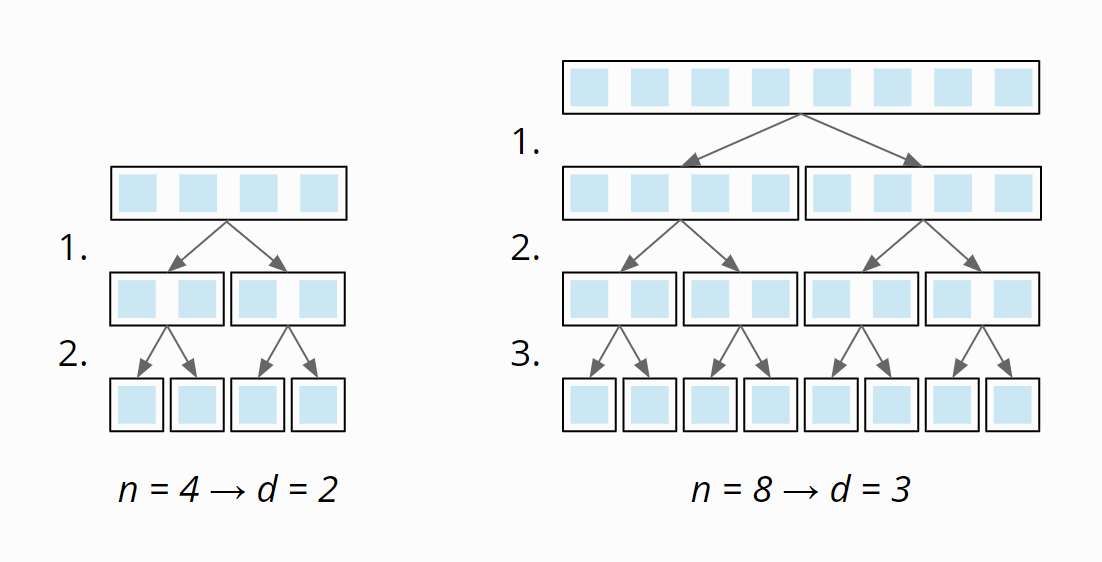 1.
2.
n = 4 → d = 2
1.
2.
3.
n = 8 → d = 3